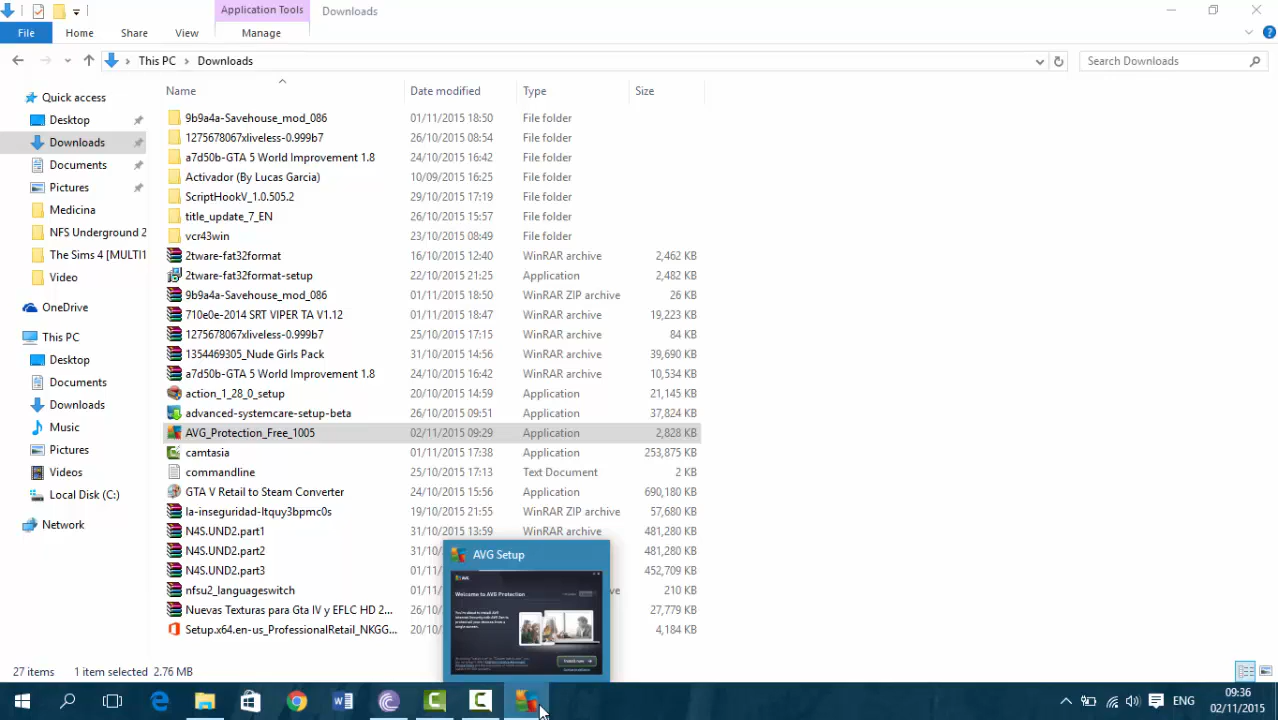 Application Tools
Downloads
File
Home
Share
View
Manage
This PC
Downloads
Search Downloads
Name
Date modified
Type
Size
Quick access
Desktop
Downloads
Documents
Pictures
Medicina
NFS Underground 2
The Sims 4 [MULTI1
Video
OneDrive
This PC
Desktop
Documents
Downloads
Music
Pictures
Videos
Local Disk (C:)
Network
9b9a4a-Savehouse_mod_086 01/11/2015 18:50 File folder
1275678067xliveless-0.999b7 26/10/2015 08:54 File folder
a7d50b-GTA 5 World Improvement 1.8 24/10/2015 16:42 File folder
Activador (By Lucas Garcia) 10/09/2015 16:25 File folder
ScriptHookV_1.0.505.2 29/10/2015 17:19 File folder
title_update_7_EN 26/10/2015 15:57 File folder
vcr43win 23/10/2015 08:49 File folder
2tware-fat32format 16/10/2015 12:40 WinRAR archive 2,462 KB
2tware-fat32format-setup 22/10/2015 21:25 Application 2,482 KB
9b9a4a-Savehouse_mod_086 01/11/2015 18:50 WinRAR ZIP archive 26 KB
710e0e-2014 SRT VIPER TA V1.12 01/11/2015 18:47 WinRAR archive 19,223 KB
1275678067xliveless-0.999b7 25/10/2015 17:15 WinRAR archive 84 KB
1354469305_Nude Girls Pack 31/10/2015 14:56 WinRAR archive 39,690 KB
a7d50b-GTA 5 World Improvement 1.8 24/10/2015 16:42 WinRAR archive 10,534 KB
action_1_28_0_setup 20/10/2015 14:59 Application 21,145 KB
advanced-systemcare-setup-beta 26/10/2015 09:51 Application 37,824 KB
AVG_Protection_Free_1005 02/11/2015 09:29 Application 2,828 KB
camtasia 01/11/2015 17:38 Application 253,875 KB
commandline 25/10/2015 17:13 Text Document 2 KB
GTA V Retail to Steam Converter 24/10/2015 15:56 Application 690,180 KB
la-inseguridad-ltquy3bpmc0s 19/10/2015 21:55 WinRAR ZIP archive 57,680 KB
N4S.UND2.part1 31/10/2015 13:59 WinRAR archive 481,280 KB
N4S.UND2.part2 31/10 481,280 KB
N4S.UND2.part3 01/11 452,709 KB
nfsu2_languageswitch 01/11 210 KB
Nuevas Texturas para Gta IV y EFLC HD 2... 26/10 27,779 KB
Setup.x64.en-us_ProfessionalRetail_NKGG... 20/10 4,184 KB
AVG Setup
AVG
Welcome to AVG Protection
2.76 MB
ENG
09:36
02/11/2015